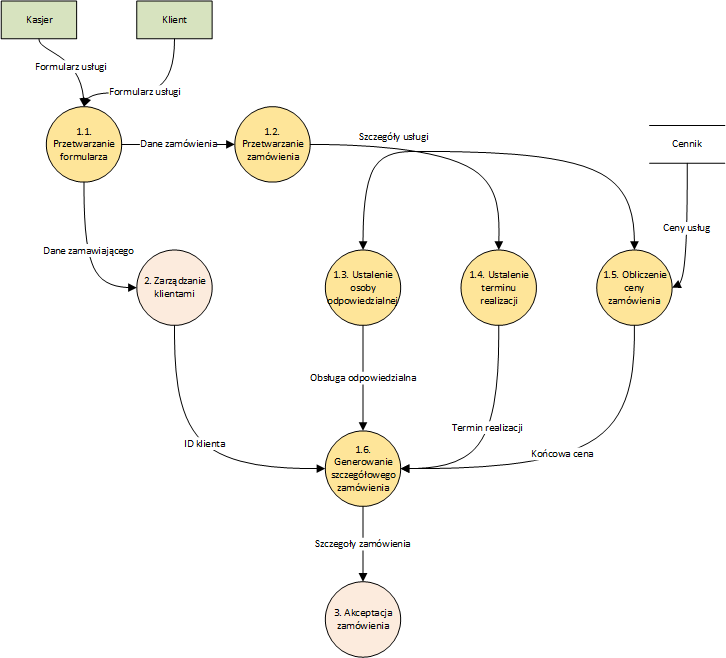 Kasjer
Klient
Formularz usługi
Formularz usługi
1.1.
Przetwarzanie
formularza
Dane zamówienia
1.2.
Przetwarzanie
zamówienia
Szczegóły usługi
Cennik
Ceny usług
Dane zamawiającego
2. Zarządzanie
klientami
1.3. Ustalenie
osoby
odpowiedzialnej
1.4. Ustalenie
terminu
realizacji
1.5. Obliczenie
ceny
zamówienia
Obsługa odpowiedzialna
Termin realizacji
ID klienta
Końcowa cena
1.6.
Generowanie
szczegółowego
zamówienia
Szczegoły zamówienia
3. Akceptacja
zamówienia